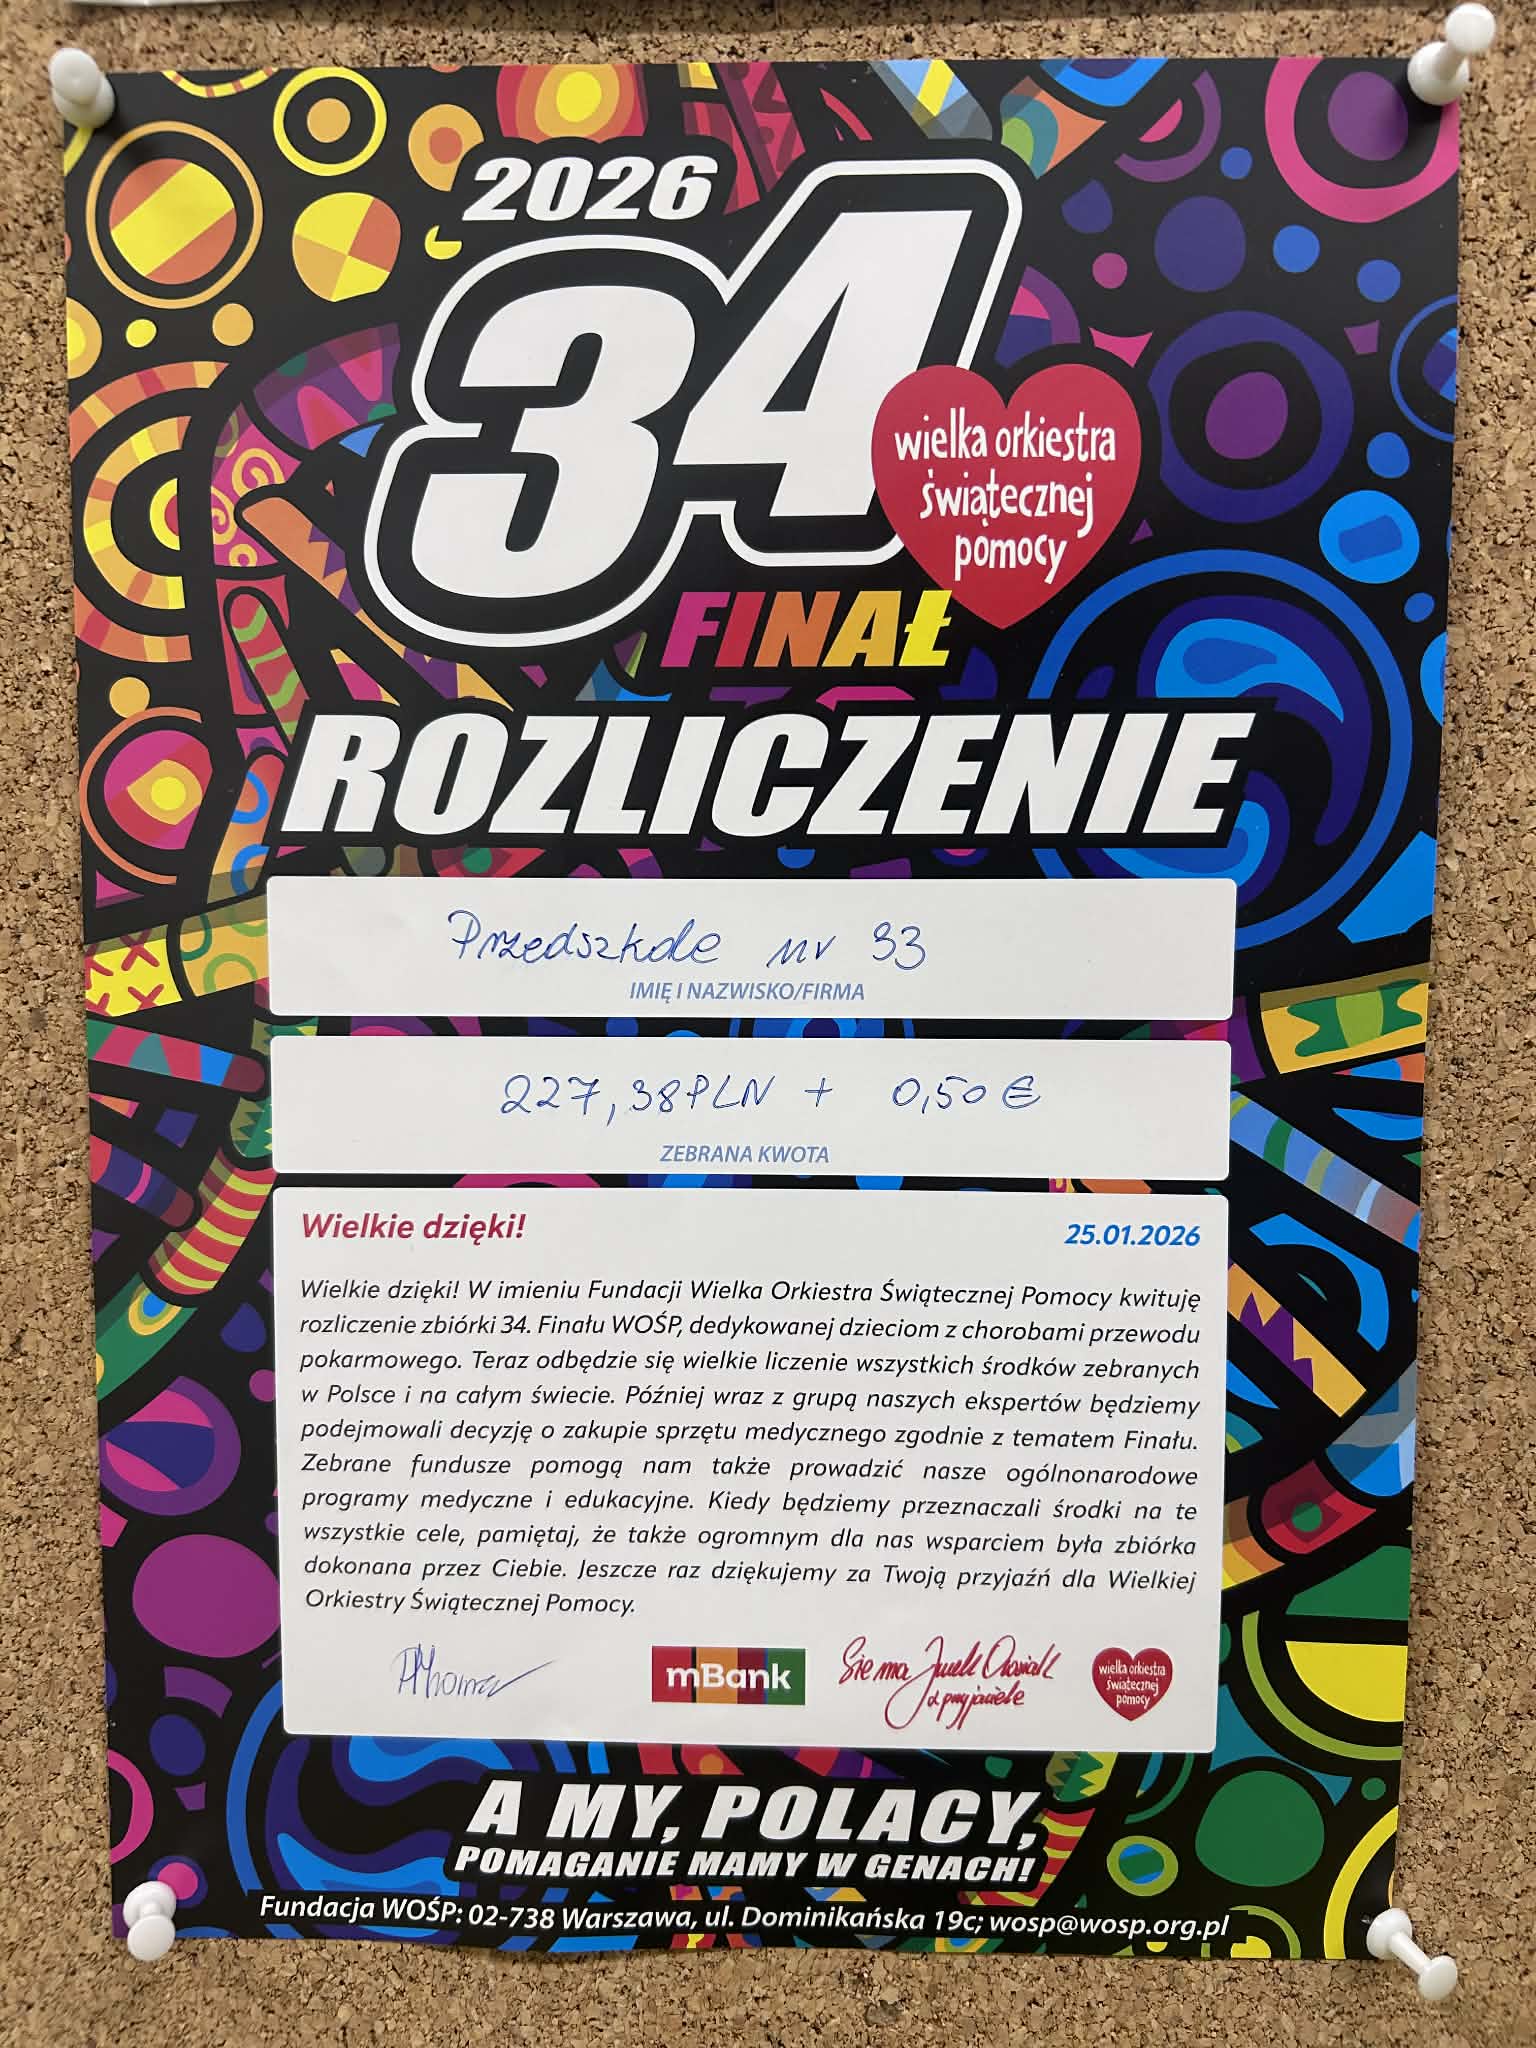 2026
34
wielka orkiestra
świątecznej
pomocy
FINAŁ
ROZLICZENIE
Przedszkole nr 33
IMIĘ I NAZWISKO/FIRMA
227,38 PLN + 0,50 €
ZEBRANA KWOTA
Wielkie dzięki! 25.01.2026
Wielkie dzięki! W imieniu Fundacji Wielka Orkiestra Świątecznej Pomocy kwituję
rozliczenie zbiórki 34. Finału WOŚP, dedykowanej dzieciom z chorobami przewodu
pokarmowego. Teraz odbędzie się wielkie liczenie wszystkich środków zebranych
w Polsce i na całym świecie. Później wraz z grupą naszych ekspertów będziemy
podejmowali decyzję o zakupie sprzętu medycznego zgodnie z tematem Finału.
Zebrane fundusze pomogą nam także prowadzić nasze ogólnonarodowe
programy medyczne i edukacyjne. Kiedy będziemy przeznaczali środki na te
wszystkie cele, pamiętaj, że także ogromnym dla nas wsparciem była zbiórka
dokonana przez Ciebie. Jeszcze raz dziękujemy za Twoją przyjaźń dla Wielkiej
Orkiestry Świątecznej Pomocy.
mBank
Sie ma Jurek Owsiak
z przyjaciele
wielka orkiestra
świątecznej
pomocy
A MY, POLACY,
POMAGANIE MAMY W GENACH!
Fundacja WOŚP: 02-738 Warszawa, ul. Dominikańska 19c; wosp@wosp.org.pl